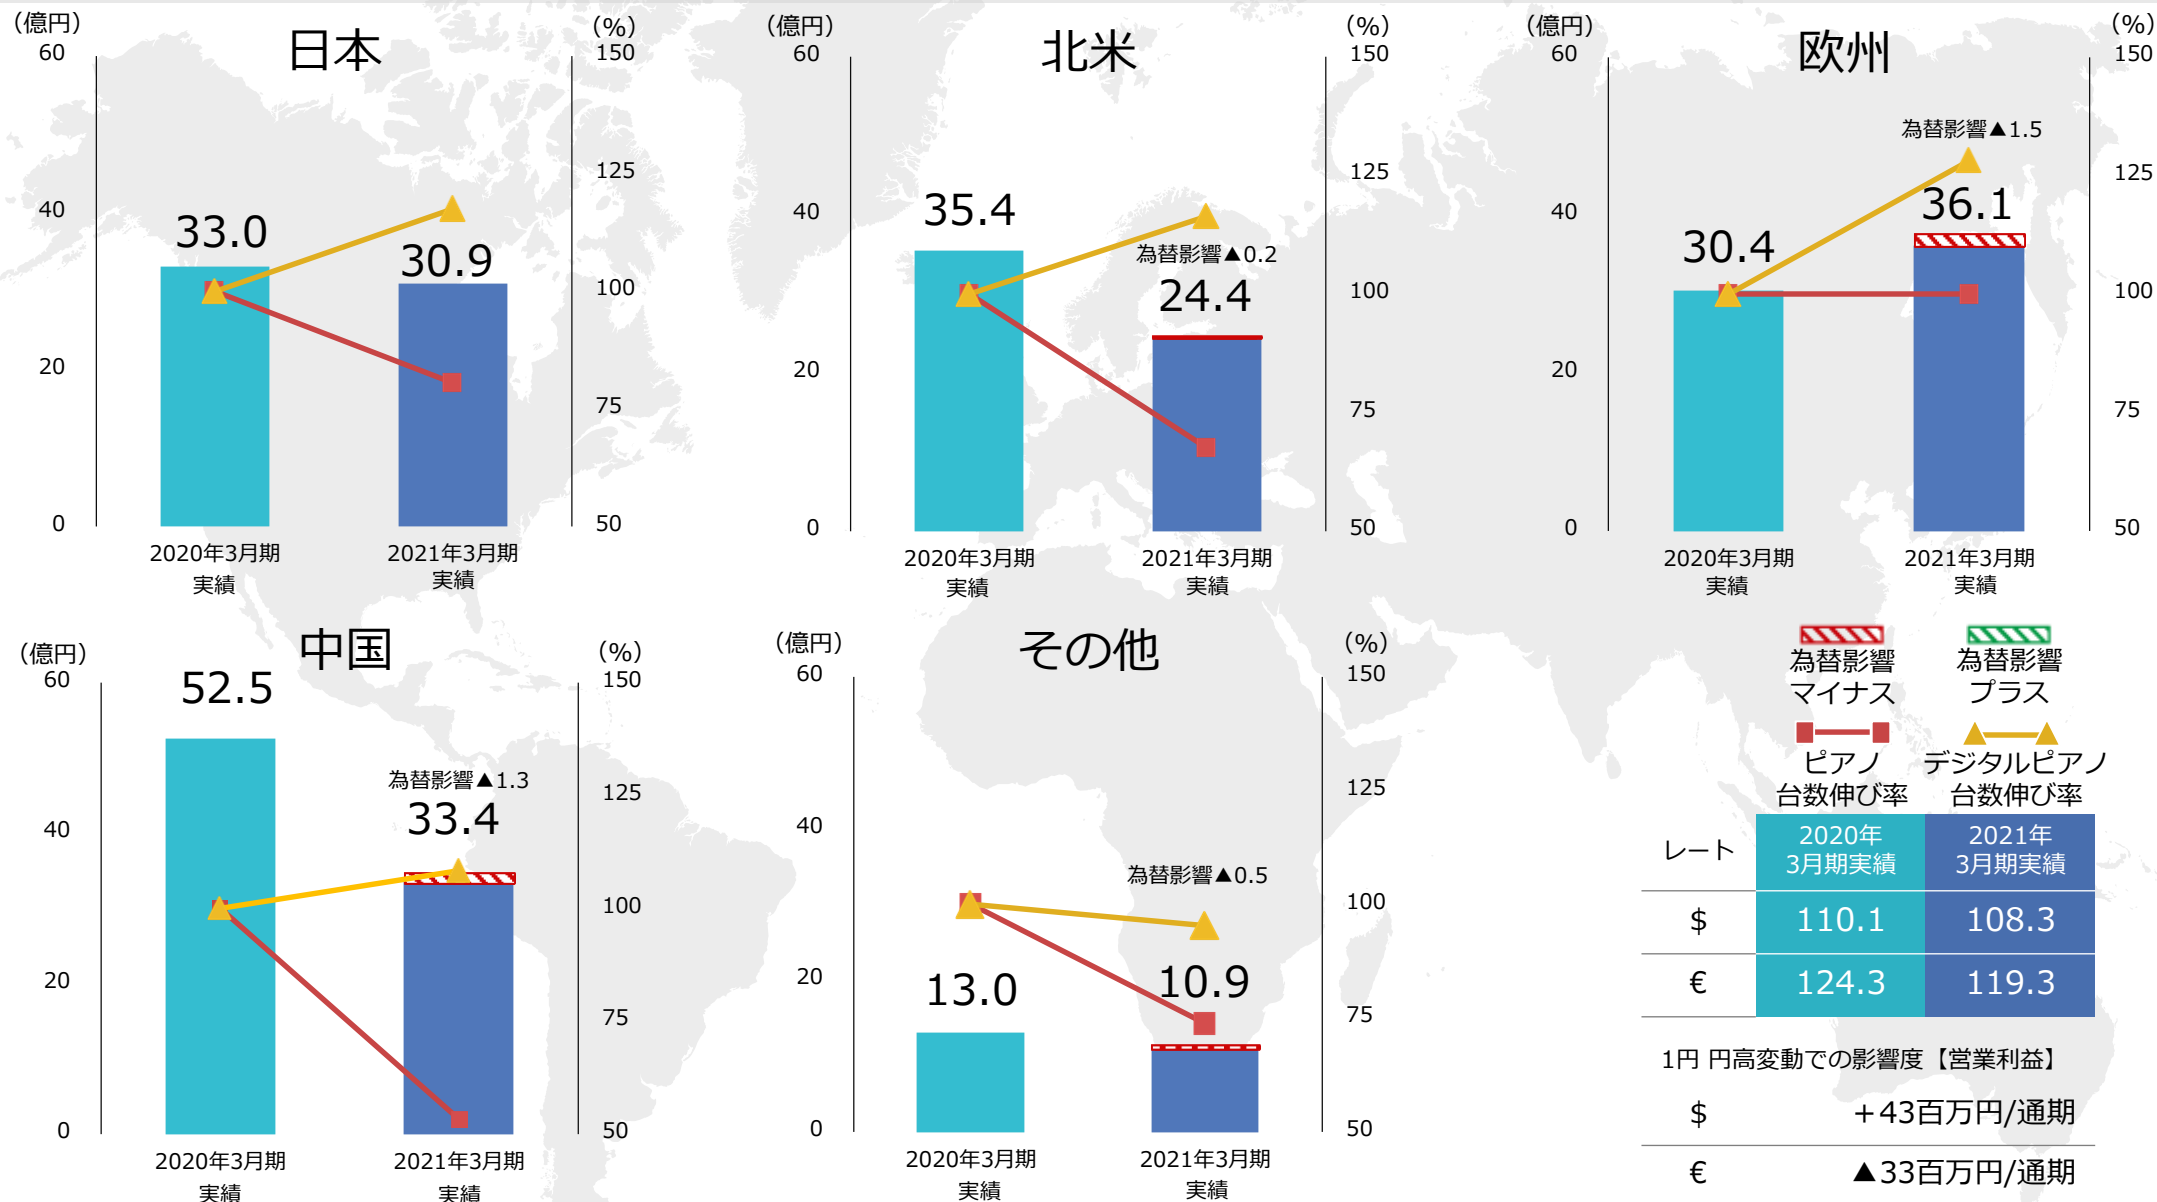 日本
(億円)
(%)
60
40
20
0
150
125
100
75
50
33.0
30.9
2020年3月期
実績
2021年3月期
実績
北米
(億円)
(%)
60
40
20
0
150
125
100
75
50
35.4
為替影響▲0.2
24.4
2020年3月期
実績
2021年3月期
実績
欧州
(億円)
(%)
60
40
20
0
150
125
100
75
50
為替影響▲1.5
30.4
36.1
2020年3月期
実績
2021年3月期
実績
中国
(億円)
(%)
60
40
20
0
150
125
100
75
50
52.5
為替影響▲1.3
33.4
2020年3月期
実績
2021年3月期
実績
その他
(億円)
(%)
60
40
20
0
150
125
100
75
50
為替影響▲0.5
13.0
10.9
2020年3月期
実績
2021年3月期
実績
為替影響
マイナス
為替影響
プラス
ピアノ
台数伸び率
デジタルピアノ
台数伸び率
レート
2020年
3月期実績
2021年
3月期実績
$ 110.1 108.3
€ 124.3 119.3
1円 円高変動での影響度【営業利益】
$ +43百万円/通期
€ ▲33百万円/通期